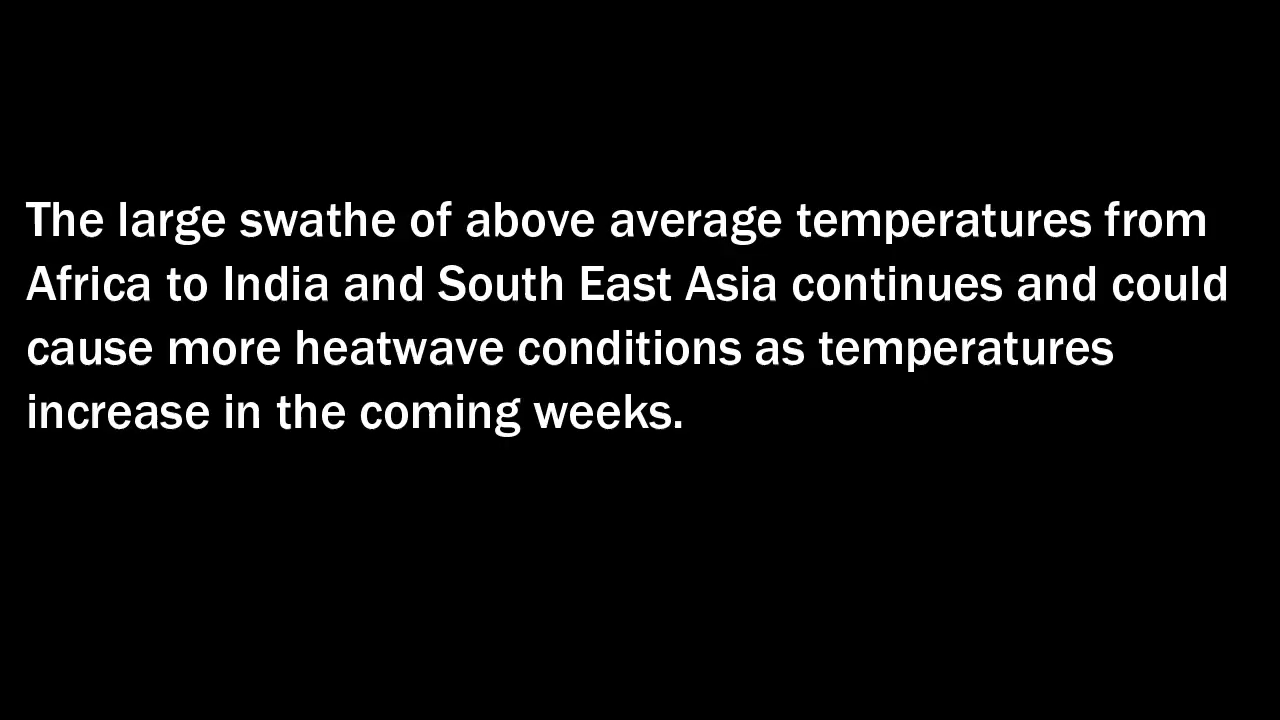 The large swathe of above average temperatures from
Africa to India and South East Asia continues and could
cause more heatwave conditions as temperatures
increase in the coming weeks.